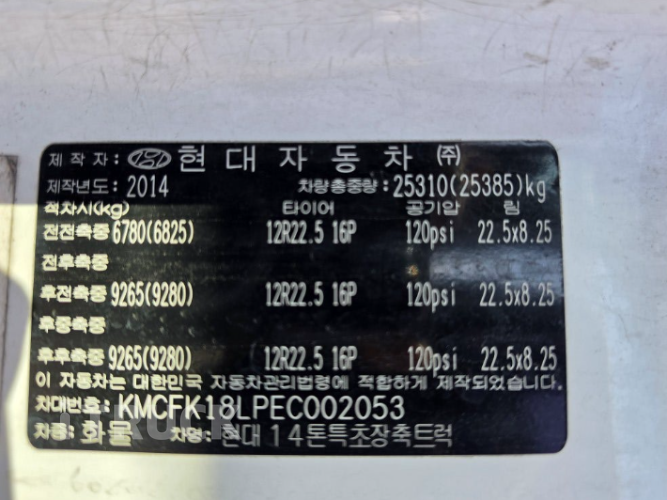 제 작 자 : 현 대 자 동 차 ㈜
제작년도: 2014 차량총중량: 25310(25385)kg
적차시(kg) 타이어 공기압 림
전전축중 6780(6825) 12R22.5 16P 120psi 22.5x8.25
전후축중
후전축중 9265(9280) 12R22.5 16P 120psi 22.5x8.25
후중축중
후후축중 9265(9280) 12R22.5 16P 120psi 22.5x8.25
이 자동차는 대한민국 자동차관리법령에 적합하게 제작되었습니다.
차대번호: KMCFK18LPEC002053
차종: 화물 차명: 현대 14톤특초장축트럭